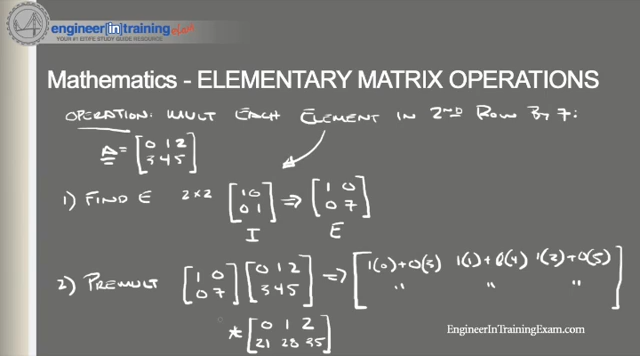 engineer[in]training exam
YOUR #1 EIT/FE STUDY GUIDE RESOURCE
Mathematics - ELEMENTARY MATRIX OPERATIONS
OPERATION: MULT EACH ELEMENT IN 2ND ROW BY 7:
A = [0 1 2
3 4 5]
1) FIND E 2x2 [1 0 ⇒ [1 0
0 1] 0 7]
I E
2) PREMULT [1 0 [0 1 2 ⇒ [1(0)+0(3) 1(1)+0(4) 1(2)+0(5)
0 7] 3 4 5] " " "]
* [0 1 2
21 28 35]
EngineerInTrainingExam.com